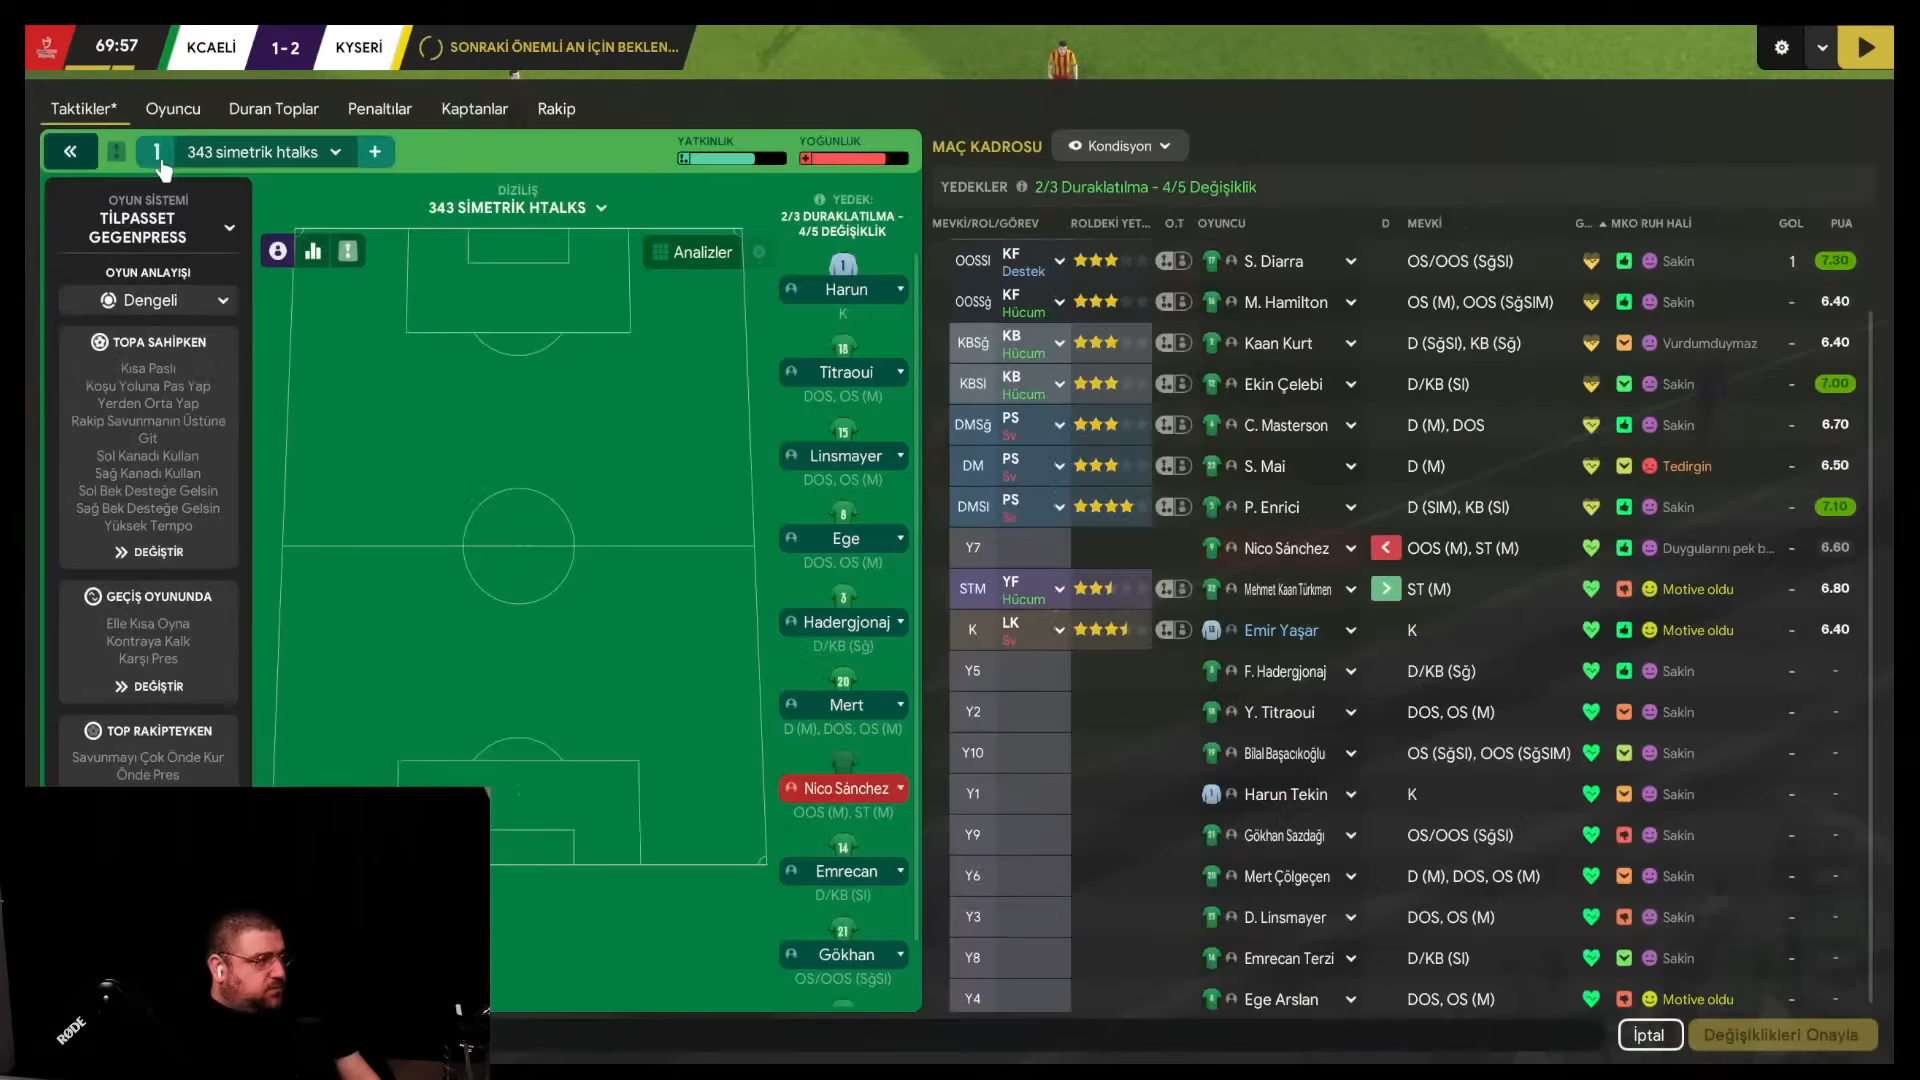 69:57
KCAELİ
1 - 2
KYSERİ
SONRAKİ ÖNEMLİ AN İÇİN BEKLEN...
Taktikler*
Oyuncu
Duran Toplar
Penaltılar
Kaptanlar
Rakip
1
343 simetrik htalks
YATKINLIK
YOĞUNLUK
OYUN SİSTEMİ
TİLPASSET
GEGENPRESS
OYUN ANLAYIŞI
Dengeli
TOPA SAHİPKEN
Kısa Paslı
Koşu Yoluna Pas Yap
Yerden Orta Yap
Rakip Savunmanın Üstüne
Git
Sol Kanadı Kullan
Sağ Kanadı Kullan
Sol Bek Desteğe Gelsin
Sağ Bek Desteğe Gelsin
Yüksek Tempo
DEĞİŞTİR
GEÇİŞ OYUNUNDA
Elle Kısa Oyna
Kontraya Kalk
Karşı Pres
DEĞİŞTİR
TOP RAKİPTEYKEN
Savunmayı Çok Önde Kur
Önde Pres
DİZİLİŞ
343 SİMETRİK HTALKS
Analizler
YEDEK:
2/3 DURAKLATILMA -
4/5 DEĞİŞİKLİK
1
Harun
K
18
Titraoui
DOS, OS (M)
15
Linsmayer
DOS, OS (M)
8
Ege
DOS, OS (M)
3
Hadergjonaj
D/KB (Sğ)
20
Mert
D (M), DOS, OS (M)
Nico Sánchez
OOS (M), ST (M)
14
Emrecan
D/KB (Sl)
21
Gökhan
OS/OOS (SğSl)
MAÇ KADROSU
Kondisyon
YEDEKLER 2/3 Duraklatılma - 4/5 Değişiklik
MEVKİ/ROL/GÖREV ROLDEKİ YET... O.T OYUNCU D MEVKİ G... MKO RUH HALİ GOL PUA
OOSSl KF Destek S. Diarra OS/OOS (SğSl) Sakin 1 7.30
OOSSğ KF Hücum M. Hamilton OS (M), OOS (SğSlM) Sakin - 6.40
KBSğ KB Hücum Kaan Kurt D (SğSl), KB (Sğ) Vurdumduymaz - 6.40
KBSl KB Hücum Ekin Çelebi D/KB (Sl) Sakin - 7.00
DMSğ PS Sv C. Masterson D (M), DOS Sakin - 6.70
DM PS Sv S. Mai D (M) Tedirgin - 6.50
DMSl PS Sv P. Enrici D (SlM), KB (Sl) Sakin - 7.10
Y7 Nico Sánchez OOS (M), ST (M) Duygularını pek b... - 6.60
STM YF Hücum Mehmet Kaan Türkmen ST (M) Motive oldu - 6.80
K LK Sv 13 Emir Yaşar K Motive oldu - 6.40
Y5 F. Hadergjonaj D/KB (Sğ) Sakin - -
Y2 Y. Titraoui DOS, OS (M) Sakin - -
Y10 Bilal Başacıkoğlu OS (SğSl), OOS (SğSlM) Sakin - -
Y1 Harun Tekin K Sakin - -
Y9 Gökhan Sazdağı OS/OOS (SğSl) Sakin - -
Y6 Mert Çölgeçen D (M), DOS, OS (M) Sakin - -
Y3 D. Linsmayer DOS, OS (M) Sakin - -
Y8 Emrecan Terzi D/KB (Sl) Sakin - -
Y4 Ege Arslan DOS, OS (M) Motive oldu - -
İptal
Değişiklikleri Onayla
RØDE